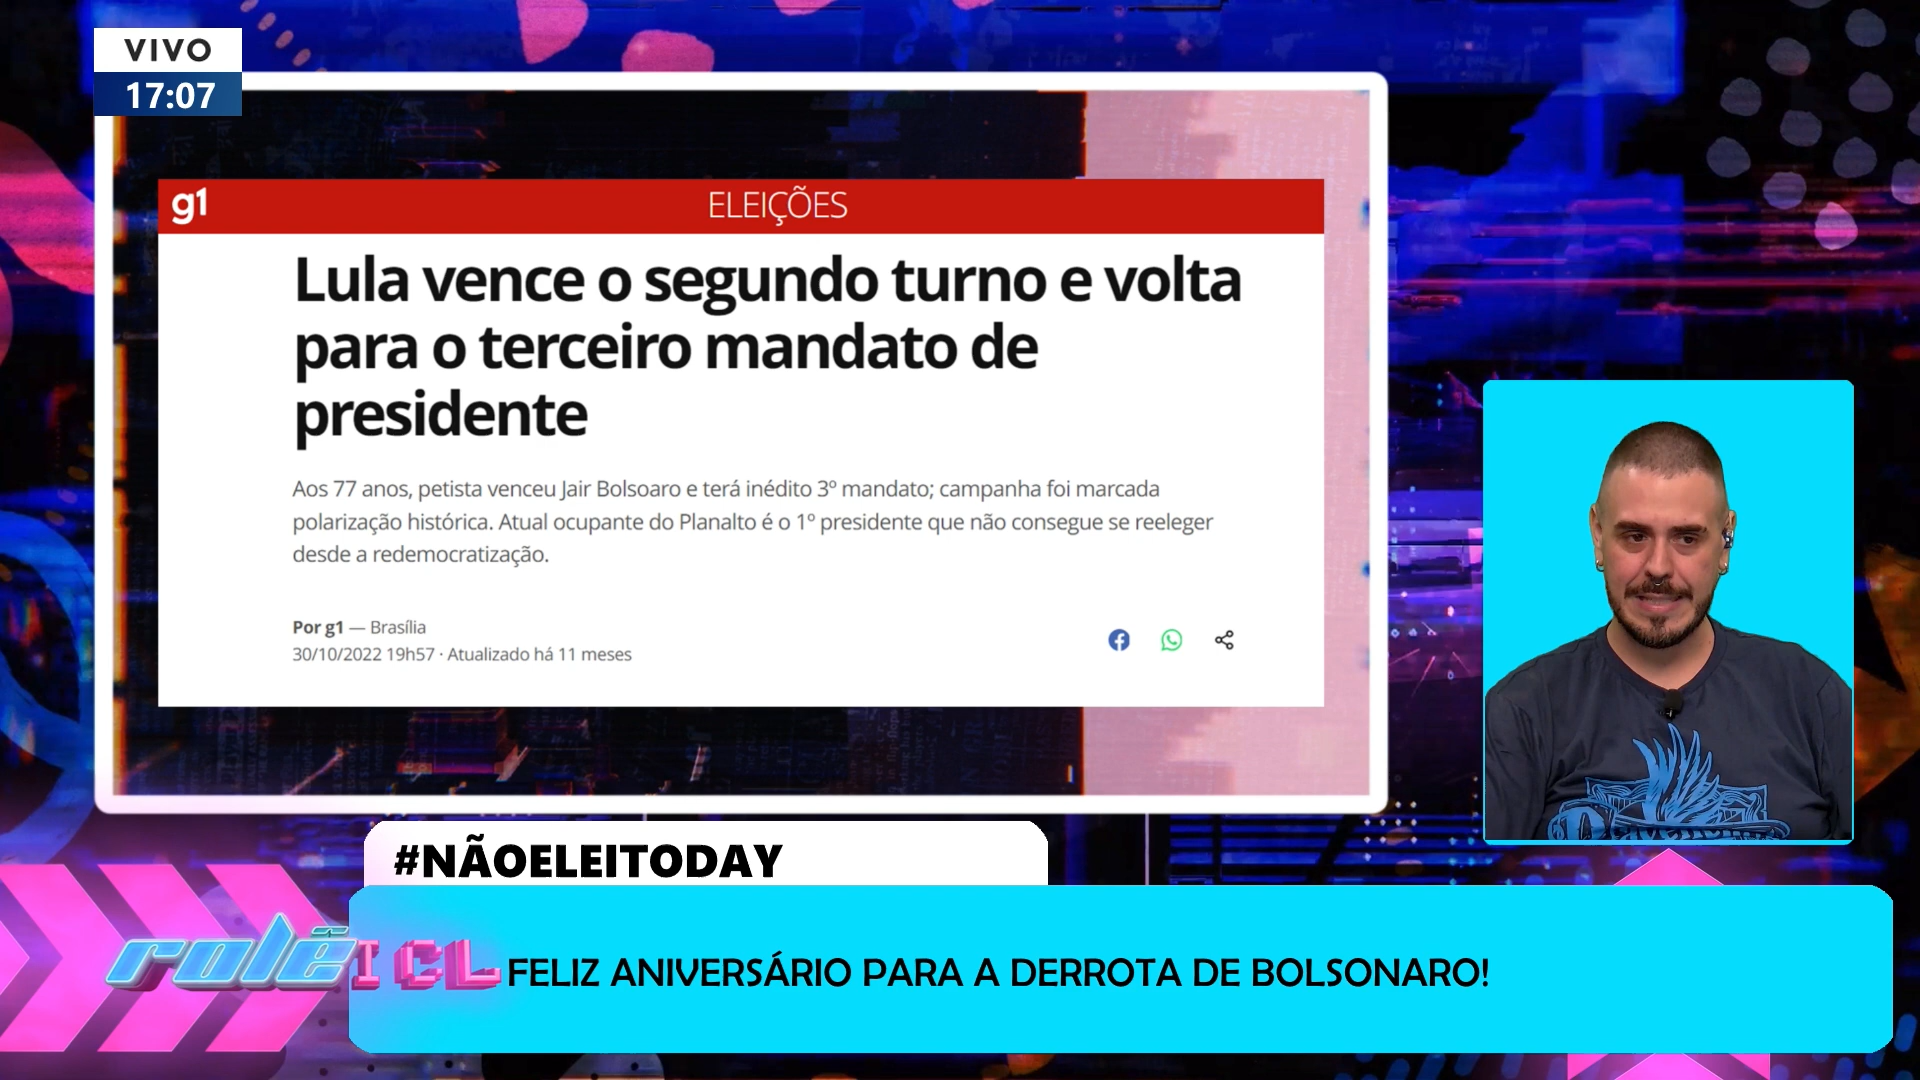 VIVO
17:07
g1
ELEIÇÕES
Lula vence o segundo turno e volta
para o terceiro mandato de
presidente
Aos 77 anos, petista venceu Jair Bolsoaro e terá inédito 3º mandato; campanha foi marcada
polarização histórica. Atual ocupante do Planalto é o 1º presidente que não consegue se reeleger
desde a redemocratização.
Por g1 — Brasília
30/10/2022 19h57 · Atualizado há 11 meses
#NÃOELEITODAY
rolê ICL
FELIZ ANIVERSÁRIO PARA A DERROTA DE BOLSONARO!